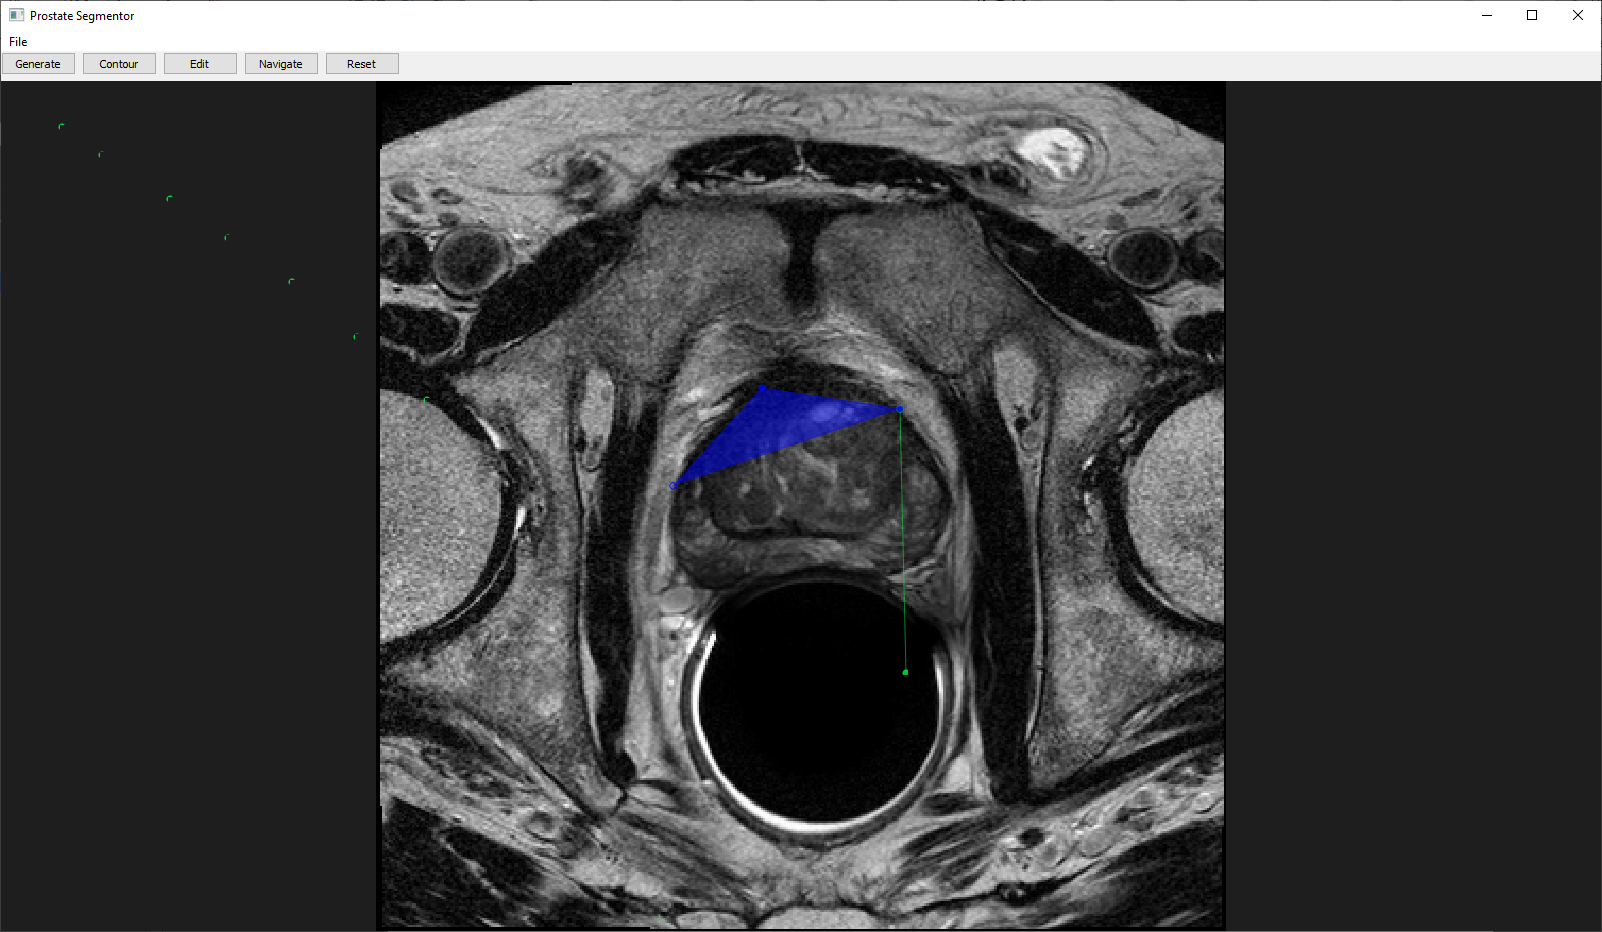 Prostate Segmentor
File
Generate Contour Edit Navigate Reset